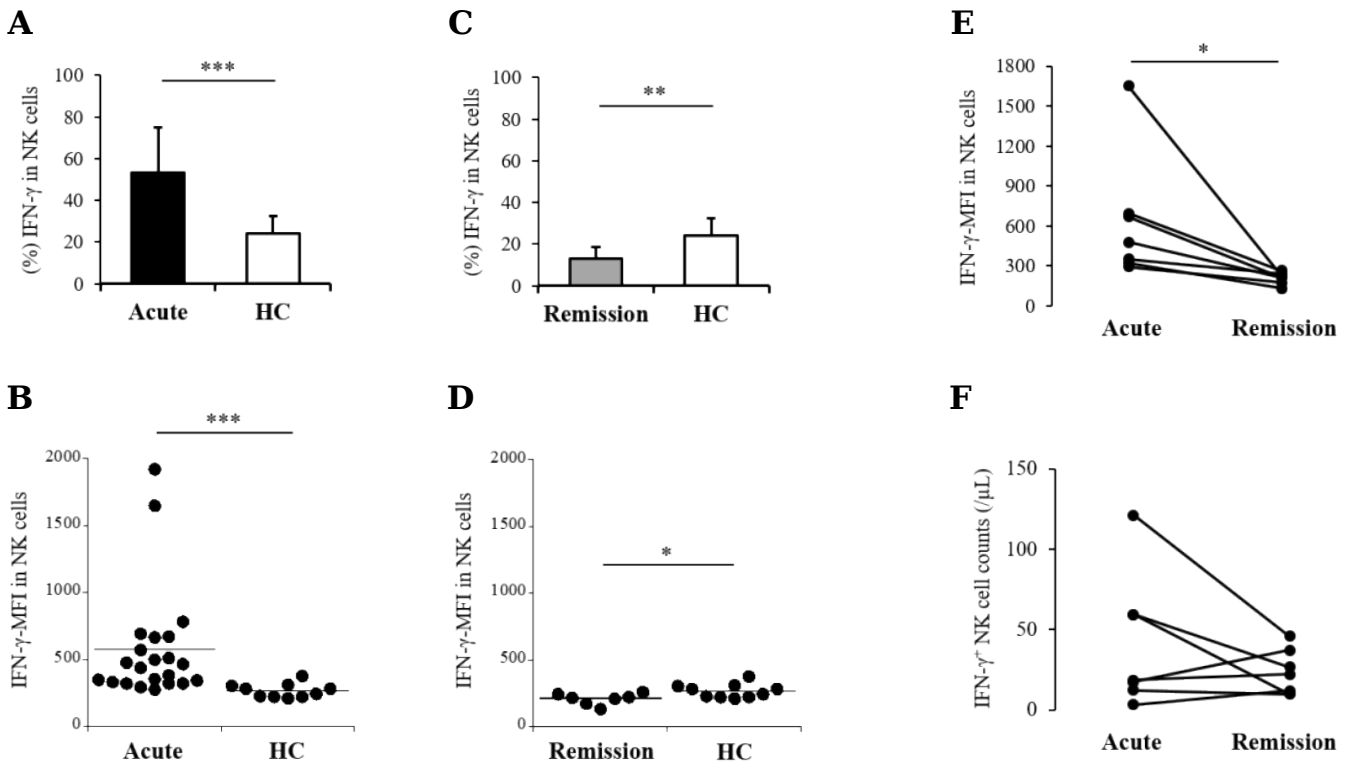 A
(%) IFN-γ in NK cells
***
100
80
60
40
20
0
Acute
HC
B
IFN-γ-MFI in NK cells
***
2000
1500
1000
500
0
Acute
HC
C
(%) IFN-γ in NK cells
**
100
80
60
40
20
0
Remission
HC
D
IFN-γ-MFI in NK cells
*
2000
1500
1000
500
0
Remission
HC
E
IFN-γ-MFI in NK cells
*
1800
1500
1200
900
600
300
0
Acute
Remission
F
IFN-γ⁺ NK cell counts (/μL)
150
100
50
0
Acute
Remission